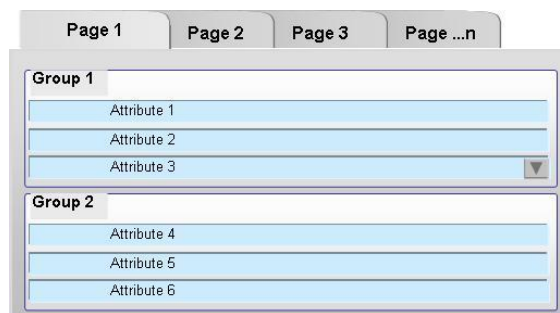 Page 1 Page 2 Page 3 Page ...n
Group 1
Attribute 1
Attribute 2
Attribute 3
Group 2
Attribute 4
Attribute 5
Attribute 6